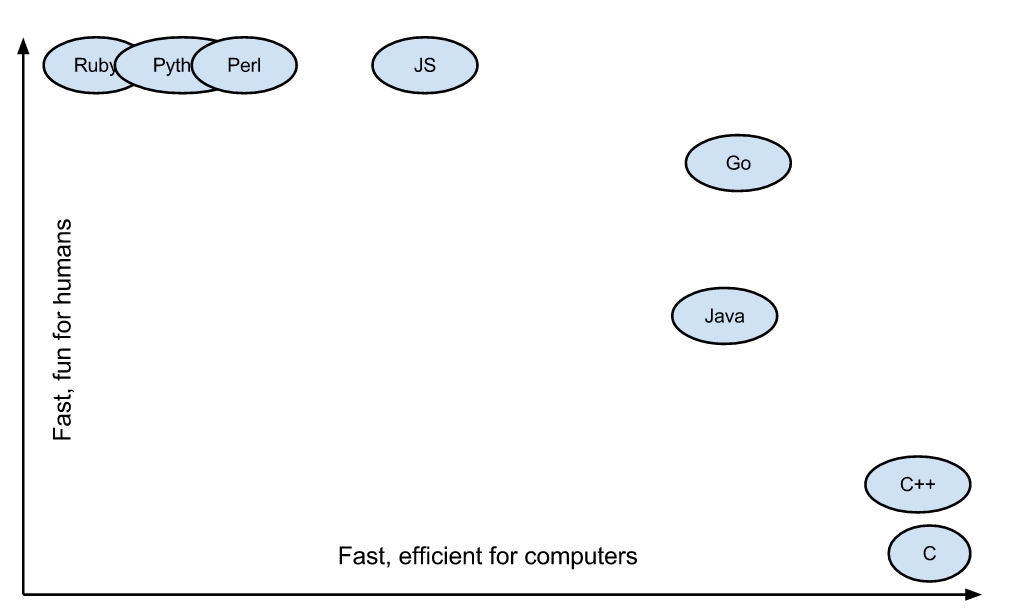 Ruby
Pyth
Perl
JS
Go
Java
C++
C
Fast, fun for humans
Fast, efficient for computers